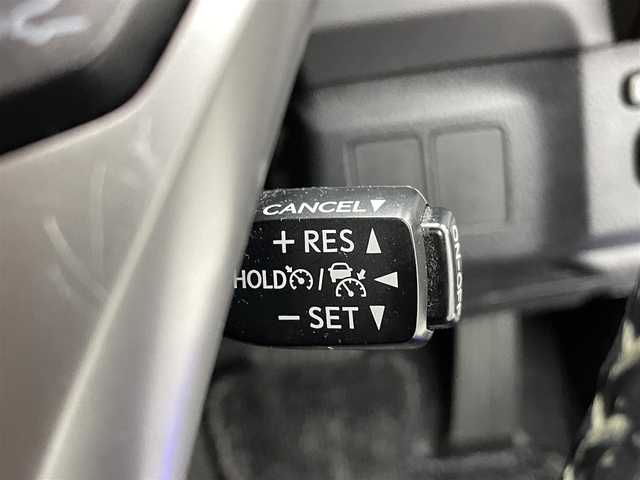 CANCEL▼
+ RES ▲
HOLD / ◀
− SET ▼
ON-OFF